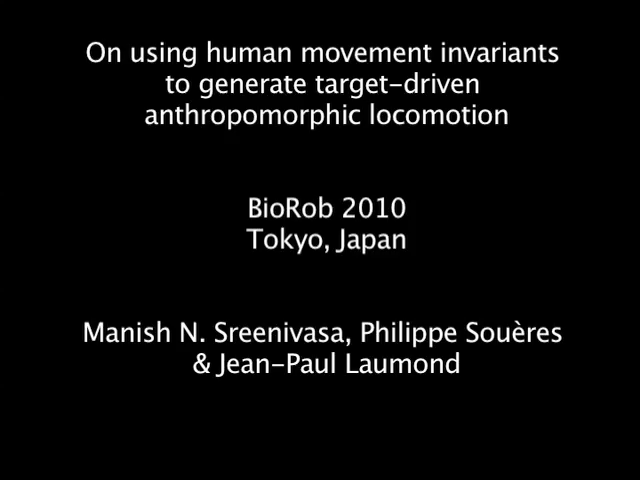 On using human movement invariants
to generate target-driven
anthropomorphic locomotion
BioRob 2010
Tokyo, Japan
Manish N. Sreenivasa, Philippe Souères
& Jean-Paul Laumond